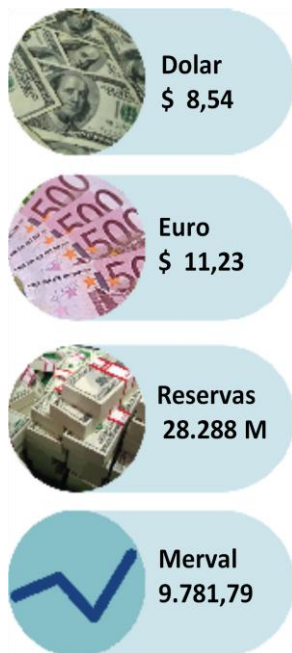 Dolar
$ 8,54
Euro
$ 11,23
Reservas
28.288 M
Merval
9.781,79